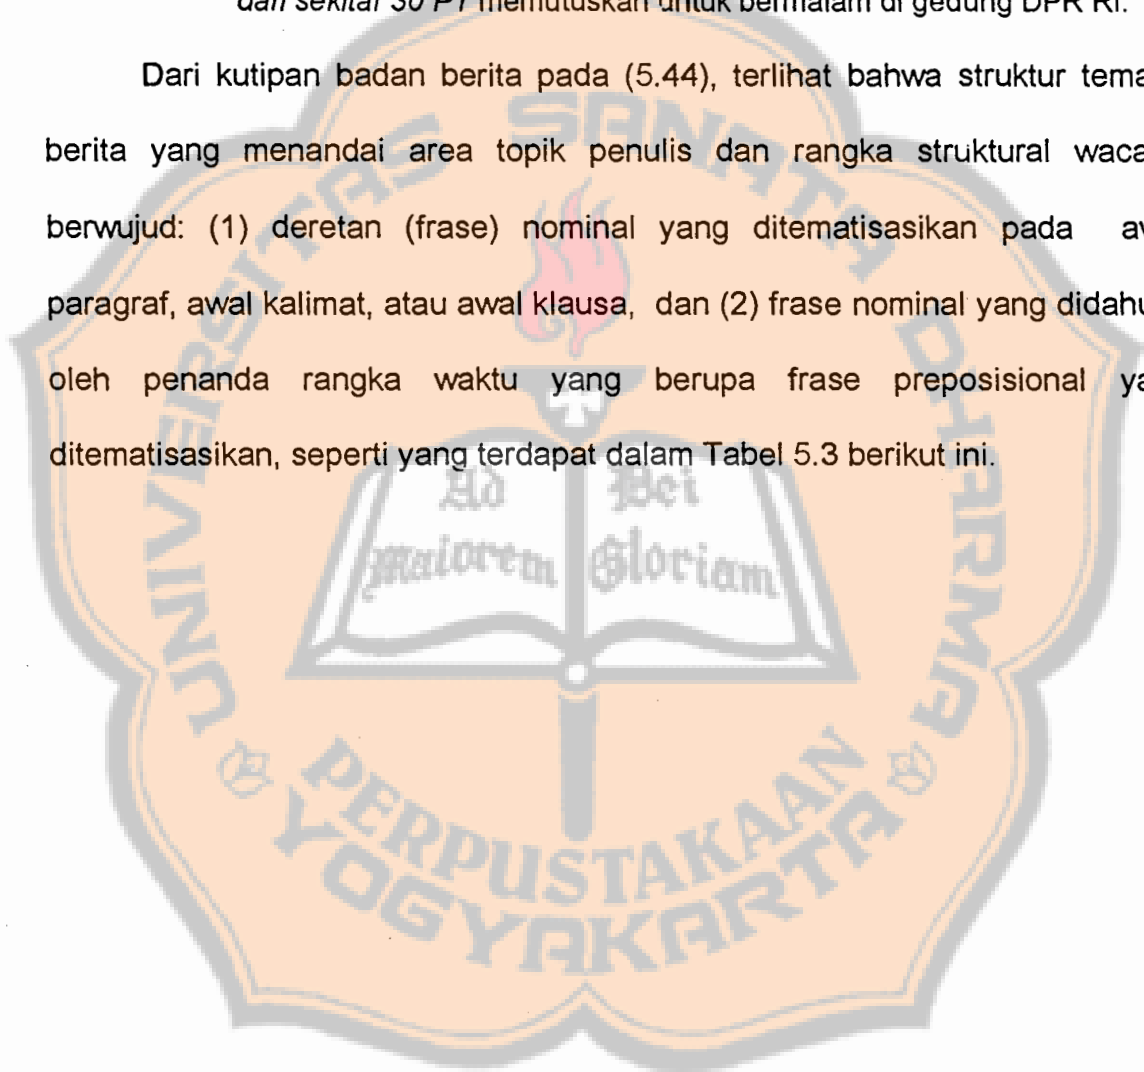 dan sekitar 30 PT memutuskan untuk bermalam di gedung DPR RI.
Dari kutipan badan berita pada (5.44), terlihat bahwa struktur tema
berita yang menandai area topik penulis dan rangka struktural waca
berwujud: (1) deretan (frase) nominal yang ditematisasikan pada aw
paragraf, awal kalimat, atau awal klausa, dan (2) frase nominal yang didahu
oleh penanda rangka waktu yang berupa frase preposisional ya
ditematisasikan, seperti yang terdapat dalam Tabel 5.3 berikut ini.
UNIVERSITAS SANATA DHARMA
Ad Dei
maiorem Gloriam
PERPUSTAKAAN
YOGYAKARTA